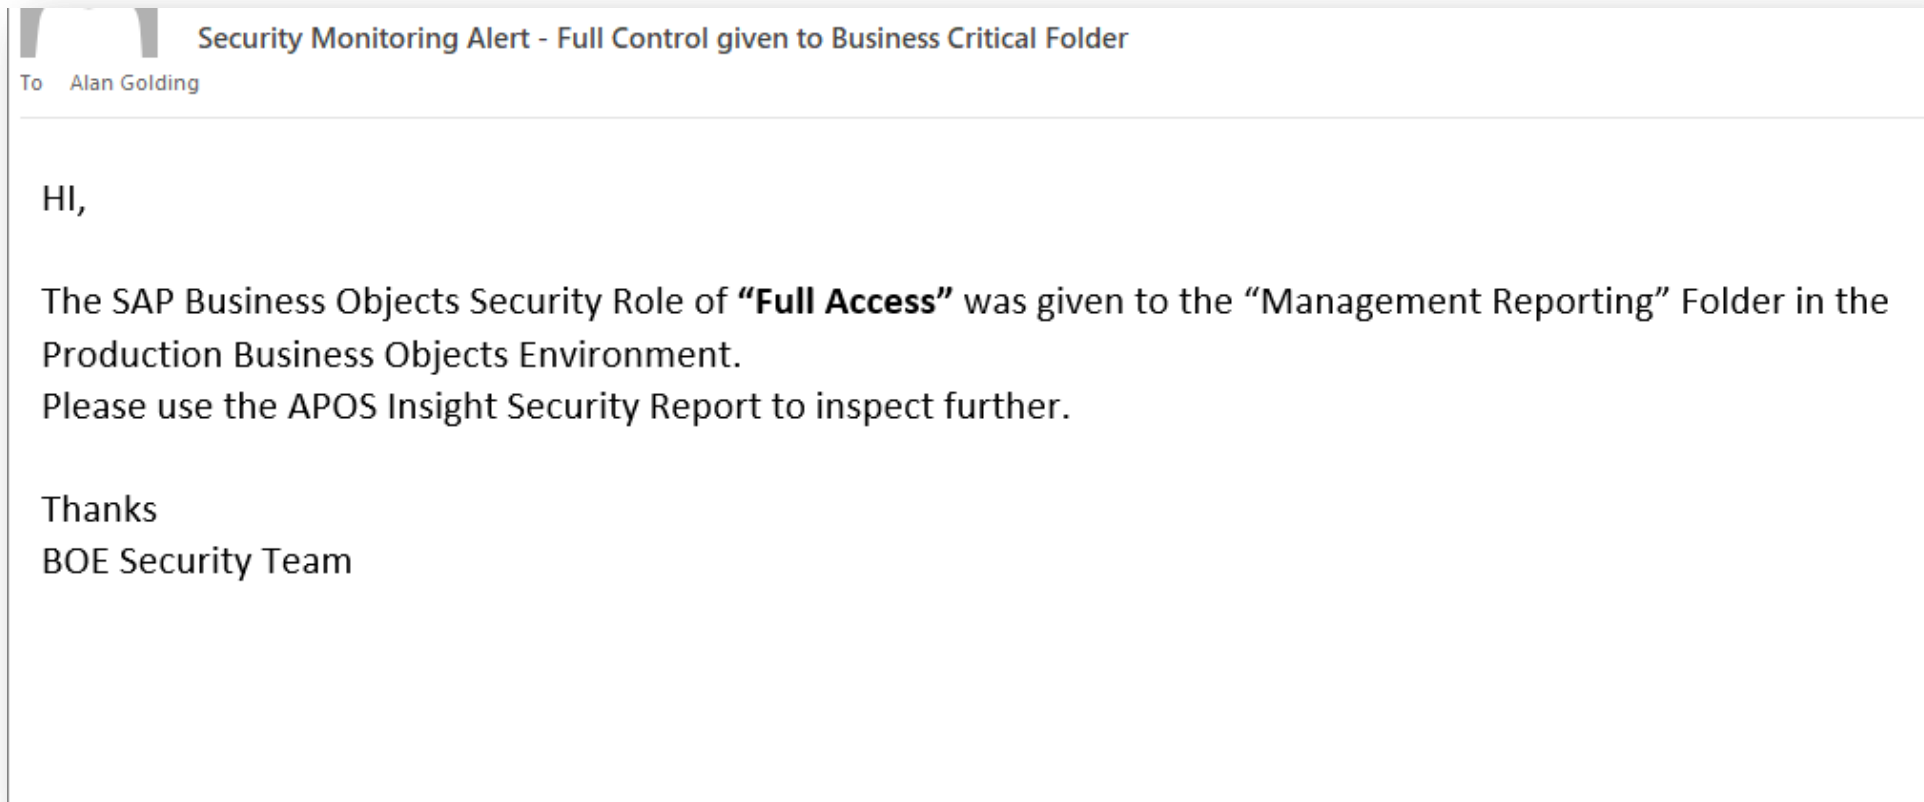 Security Monitoring Alert - Full Control given to Business Critical Folder
To Alan Golding
HI,
The SAP Business Objects Security Role of “Full Access” was given to the “Management Reporting” Folder in the
Production Business Objects Environment.
Please use the APOS Insight Security Report to inspect further.
Thanks
BOE Security Team